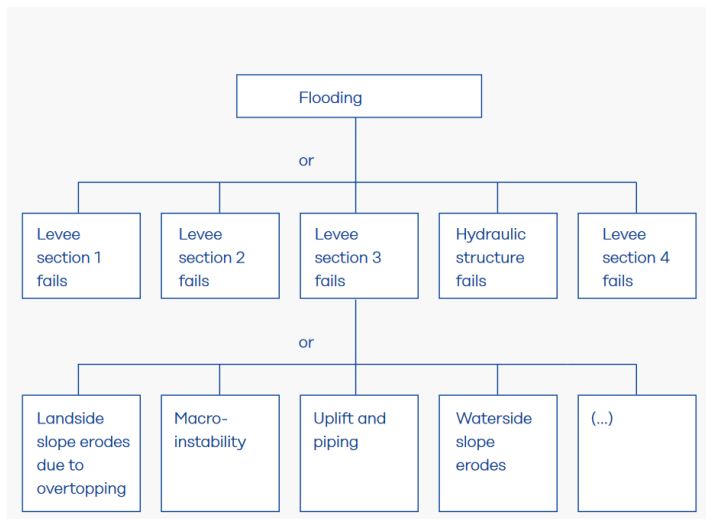 Flooding
or
Levee
section 1
fails
Levee
section 2
fails
Levee
section 3
fails
Hydraulic
structure
fails
Levee
section 4
fails
or
Landside
slope erodes
due to
overtopping
Macro-
instability
Uplift and
piping
Waterside
slope
erodes
(...)